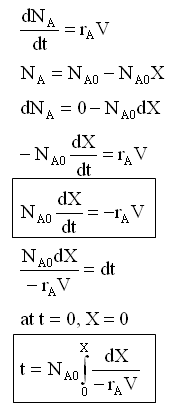 dN_A/dt = r_A V
N_A = N_A0 − N_A0 X
dN_A = 0 − N_A0 dX
− N_A0 dX/dt = r_A V
N_A0 dX/dt = −r_A V
N_A0 dX/−r_A V = dt
at t = 0, X = 0
t = N_A0 ∫_0^X dX/−r_A V